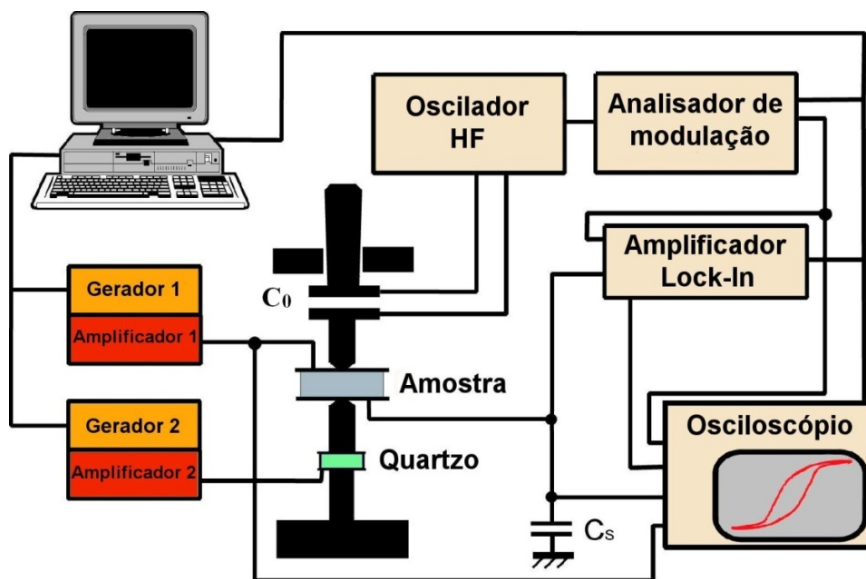 Oscilador
HF
Analisador de
modulação
Amplificador
Lock-In
C₀
Gerador 1
Amplificador 1
Amostra
Gerador 2
Amplificador 2
Quartzo
Osciloscópio
Cs